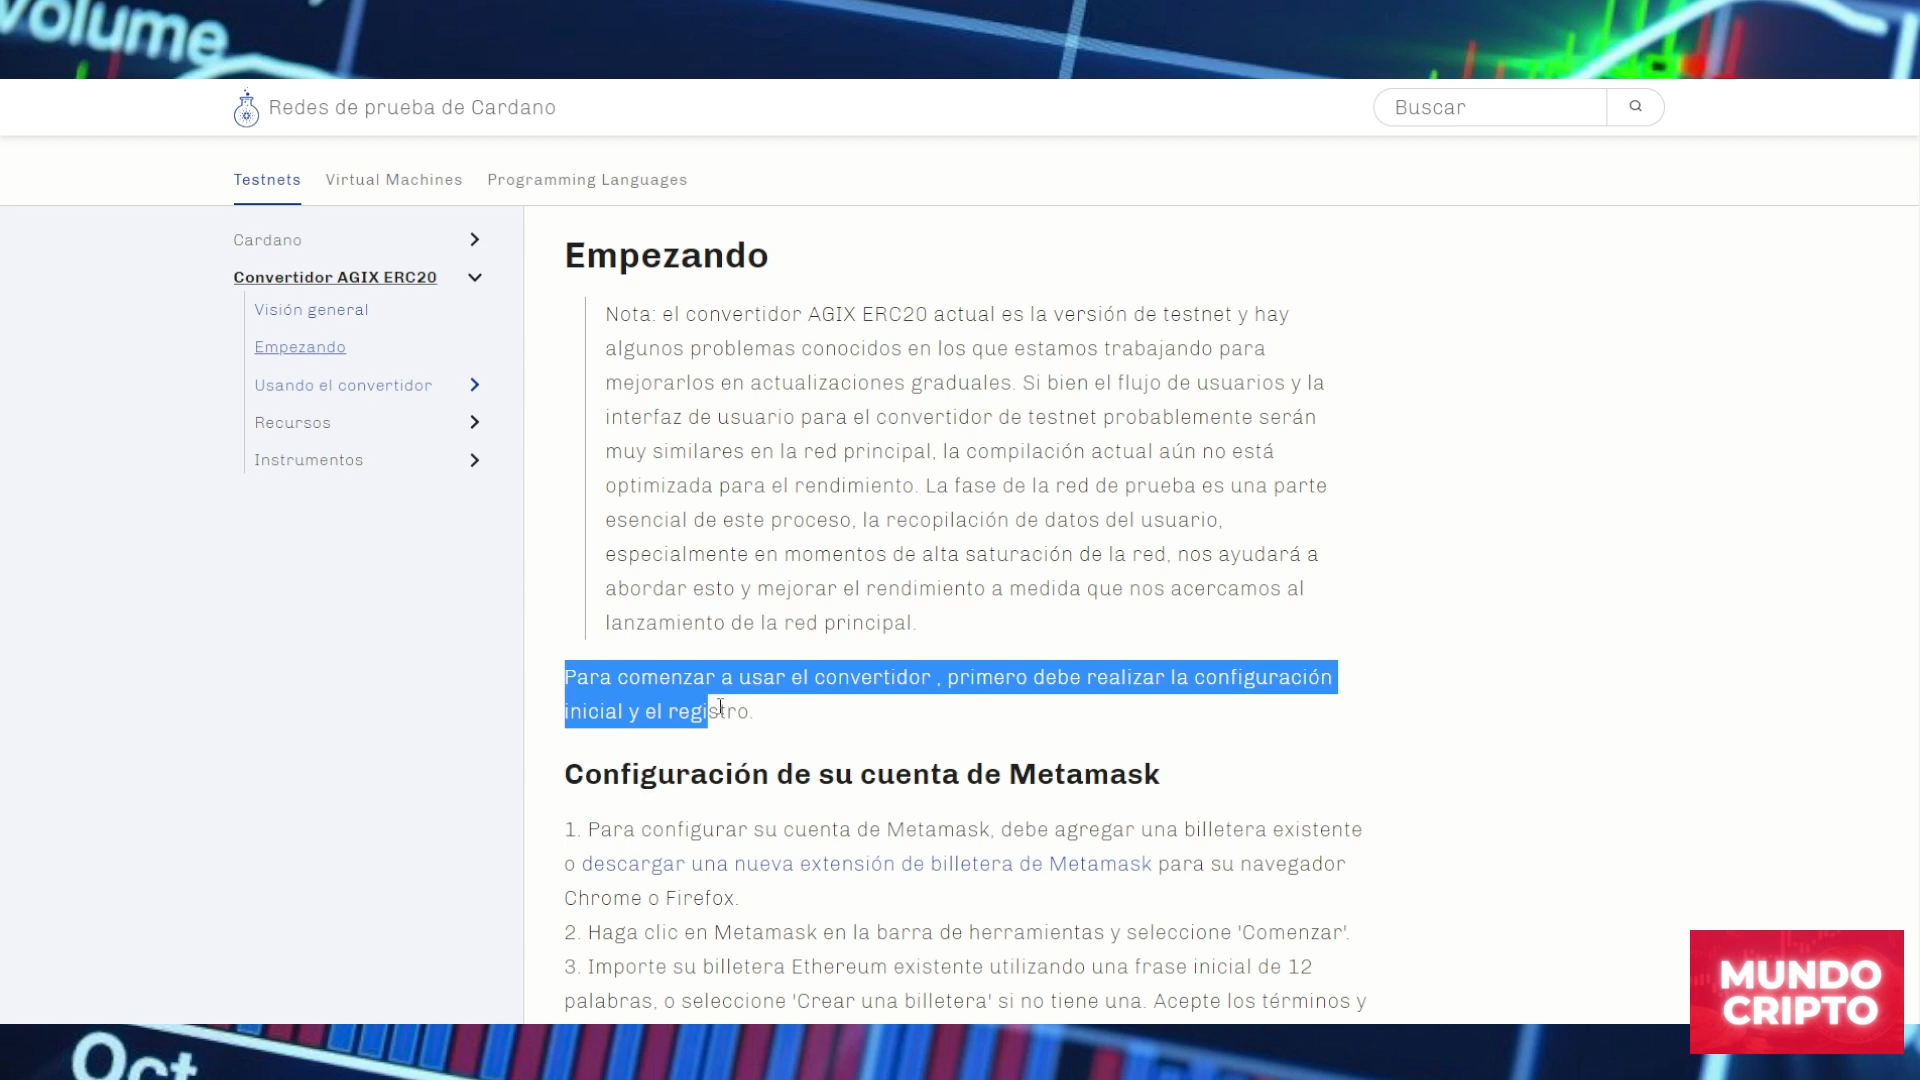 Volume
Redes de prueba de Cardano
Buscar
Testnets
Virtual Machines
Programming Languages
Cardano
Convertidor AGIX ERC20
Visión general
Empezando
Usando el convertidor
Recursos
Instrumentos
Empezando
Nota: el convertidor AGIX ERC20 actual es la versión de testnet y hay
algunos problemas conocidos en los que estamos trabajando para
mejorarlos en actualizaciones graduales. Si bien el flujo de usuarios y la
interfaz de usuario para el convertidor de testnet probablemente serán
muy similares en la red principal, la compilación actual aún no está
optimizada para el rendimiento. La fase de la red de prueba es una parte
esencial de este proceso, la recopilación de datos del usuario,
especialmente en momentos de alta saturación de la red, nos ayudará a
abordar esto y mejorar el rendimiento a medida que nos acercamos al
lanzamiento de la red principal.
Para comenzar a usar el convertidor , primero debe realizar la configuración
inicial y el registro.
Configuración de su cuenta de Metamask
1. Para configurar su cuenta de Metamask, debe agregar una billetera existente
o descargar una nueva extensión de billetera de Metamask para su navegador
Chrome o Firefox.
2. Haga clic en Metamask en la barra de herramientas y seleccione 'Comenzar'.
3. Importe su billetera Ethereum existente utilizando una frase inicial de 12
palabras, o seleccione 'Crear una billetera' si no tiene una. Acepte los términos y
MUNDO
CRIPTO
Oct